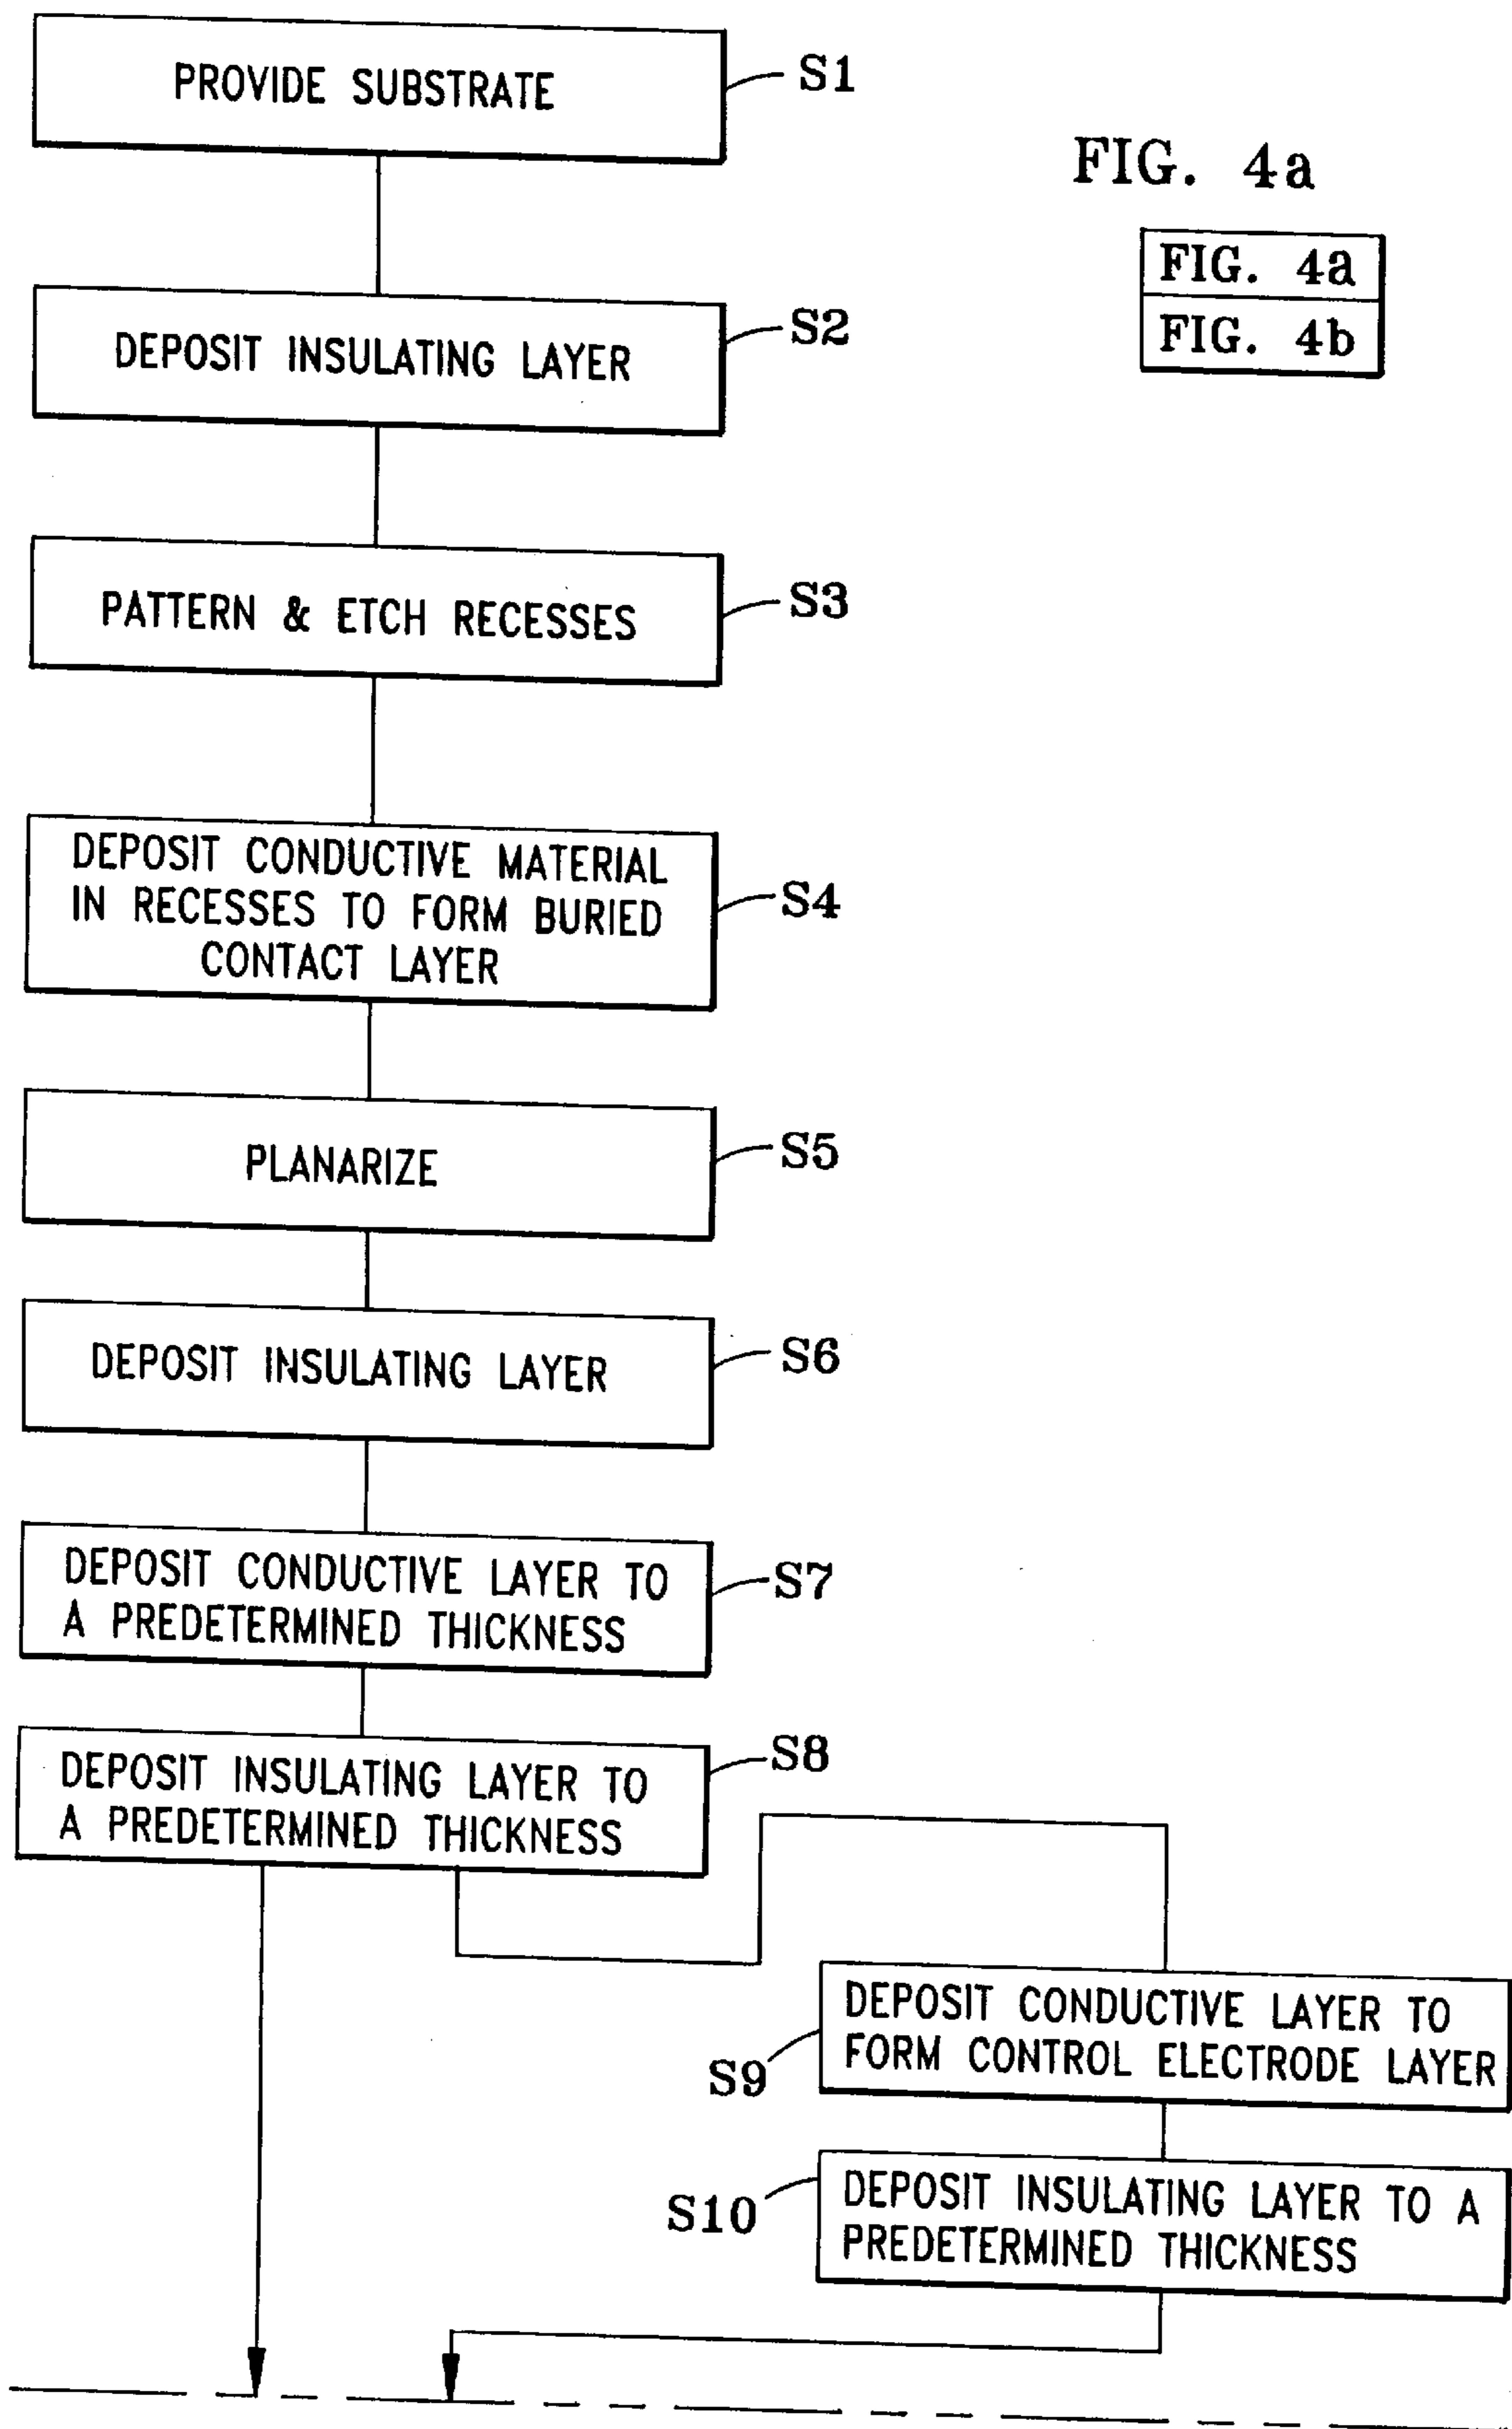 PROVIDE SUBSTRATE
S1
FIG. 4a
FIG. 4a
FIG. 4b
DEPOSIT INSULATING LAYER
S2
PATTERN & ETCH RECESSES
S3
DEPOSIT CONDUCTIVE MATERIAL
IN RECESSES TO FORM BURIED
CONTACT LAYER
S4
PLANARIZE
S5
DEPOSIT INSULATING LAYER
S6
DEPOSIT CONDUCTIVE LAYER TO
A PREDETERMINED THICKNESS
S7
DEPOSIT INSULATING LAYER TO
A PREDETERMINED THICKNESS
S8
DEPOSIT CONDUCTIVE LAYER TO
FORM CONTROL ELECTRODE LAYER
S9
DEPOSIT INSULATING LAYER TO A
PREDETERMINED THICKNESS
S10